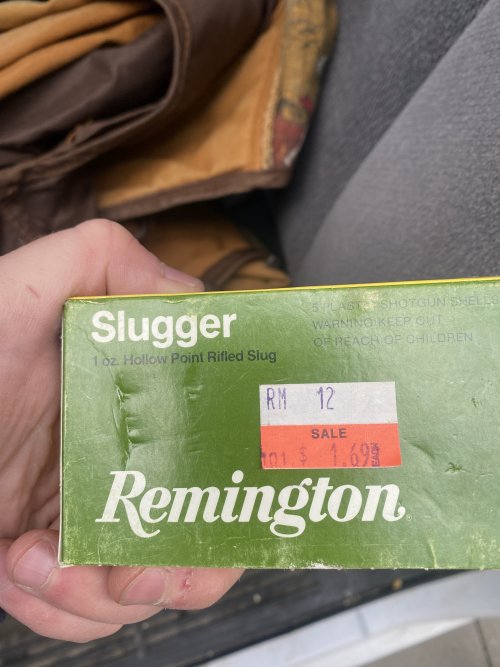 Slugger
1 oz. Hollow Point Rifled Slug
5 PLASTIC SHOTGUN SHELLS
WARNING-KEEP OUT
OF REACH OF CHILDREN
RM 12
SALE
101 $ 1.69
Remington®